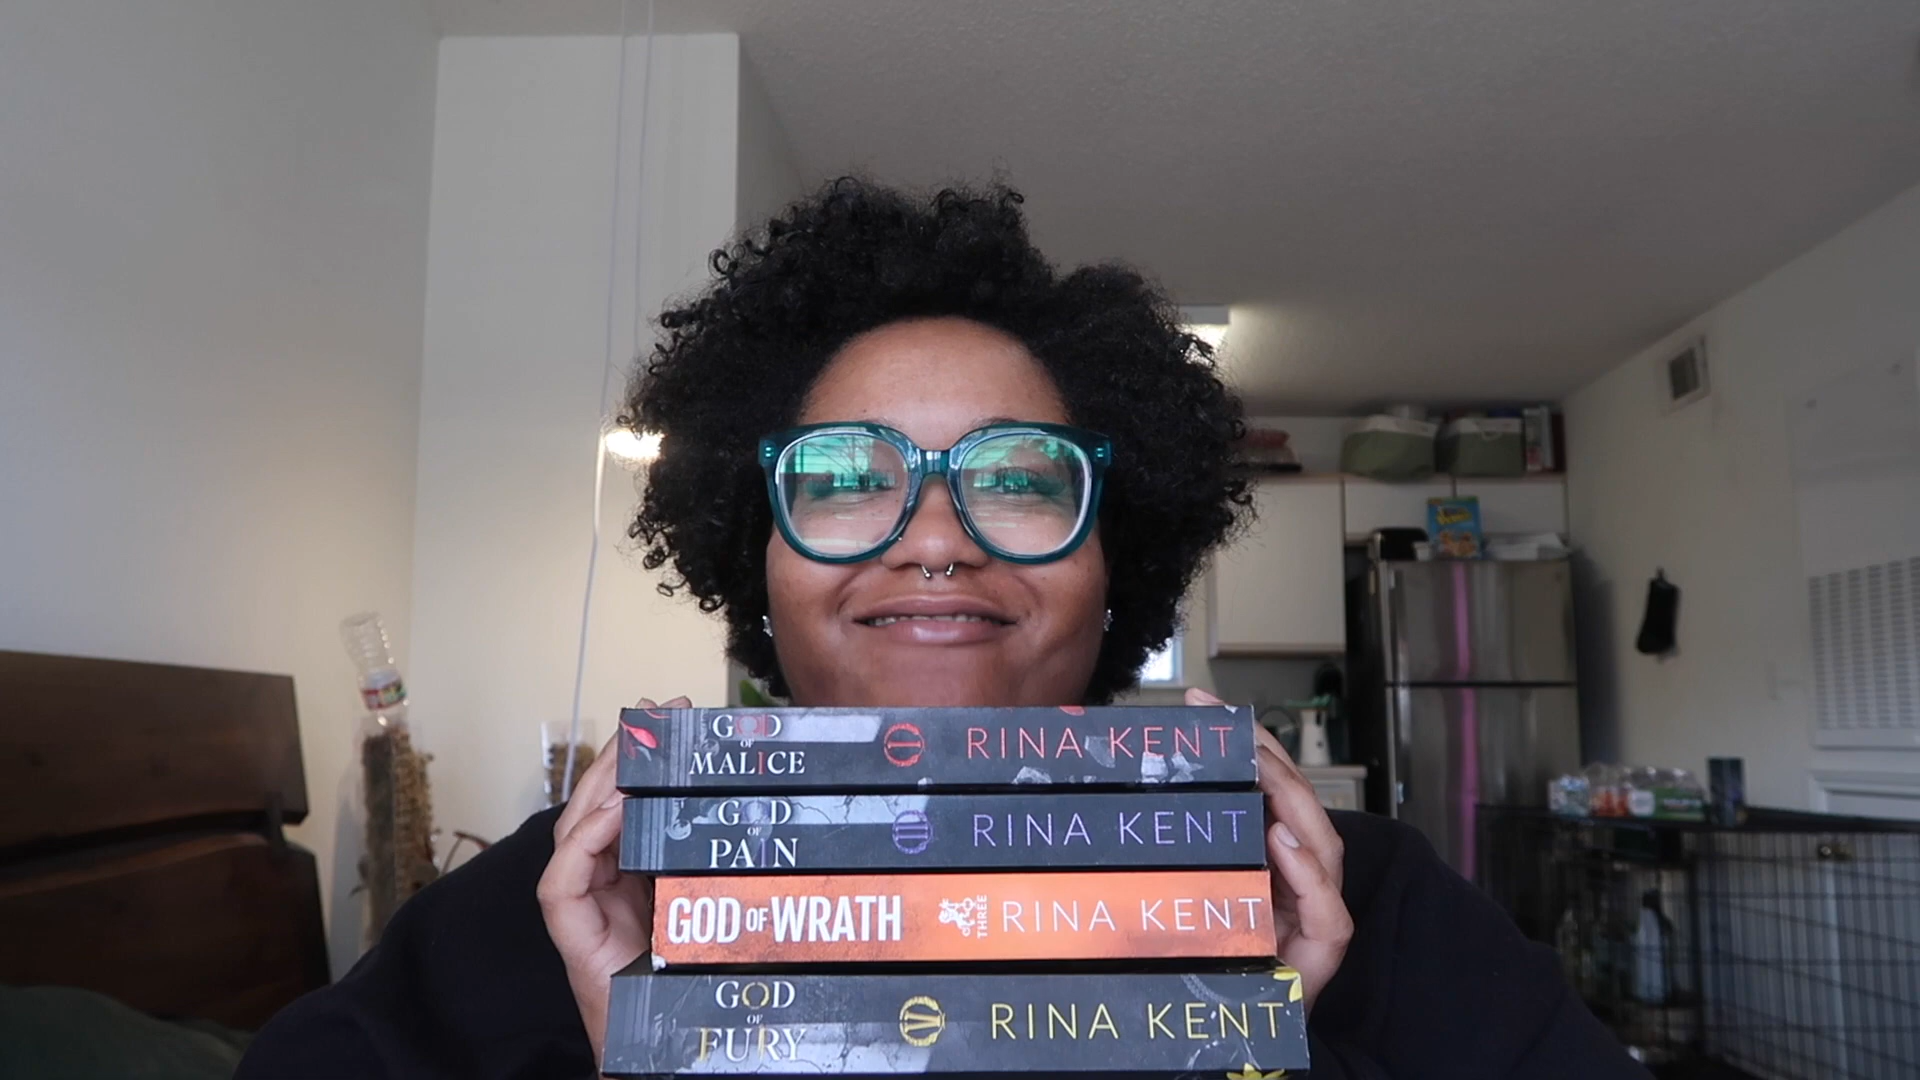 GOD
OF
MALICE
I
RINA KENT
GOD
OF
PAIN
II
RINA KENT
GOD OF WRATH
THREE
RINA KENT
GOD
OF
FURY
V
RINA KENT